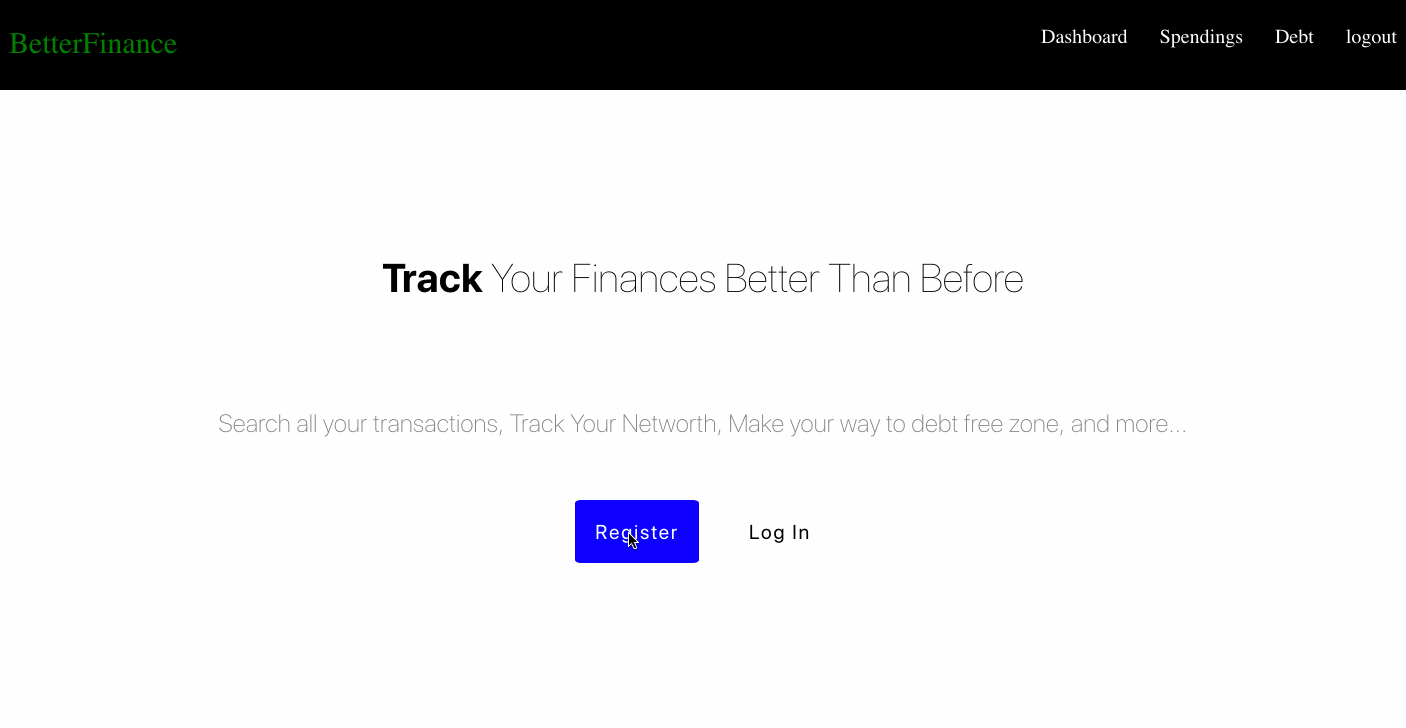 BetterFinance
Dashboard Spendings Debt logout
Track Your Finances Better Than Before
Search all your transactions, Track Your Networth, Make your way to debt free zone, and more...
Register Log In